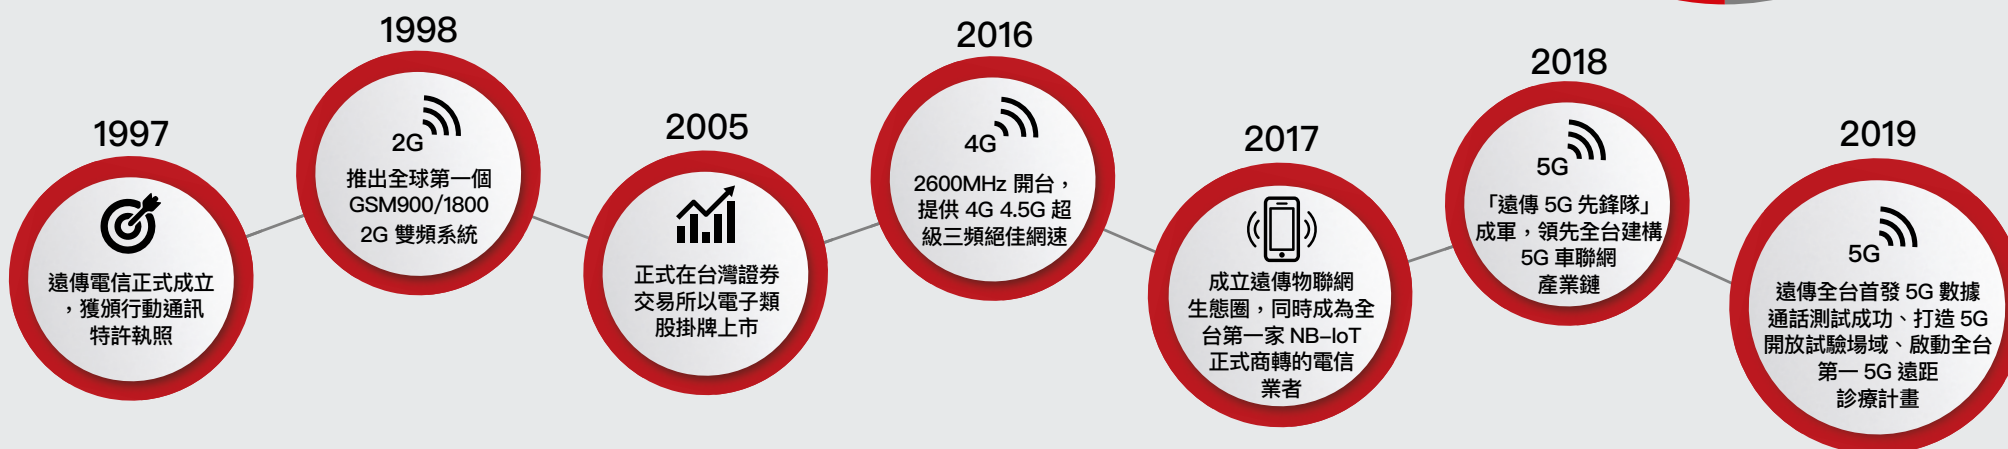 1997
遠傳電信正式成立
，獲頒行動通訊
特許執照
1998
2G
推出全球第一個
GSM900/1800
2G 雙頻系統
2005
正式在台灣證券
交易所以電子類
股掛牌上市
2016
4G
2600MHz 開台，
提供 4G 4.5G 超
級三頻絕佳網速
2017
成立遠傳物聯網
生態圈，同時成為全
台第一家 NB-IoT
正式商轉的電信
業者
2018
5G
「遠傳 5G 先鋒隊」
成軍，領先全台建構
5G 車聯網
產業鏈
2019
5G
遠傳全台首發 5G 數據
通話測試成功、打造 5G
開放試驗場域、啟動全台
第一 5G 遠距
診療計畫